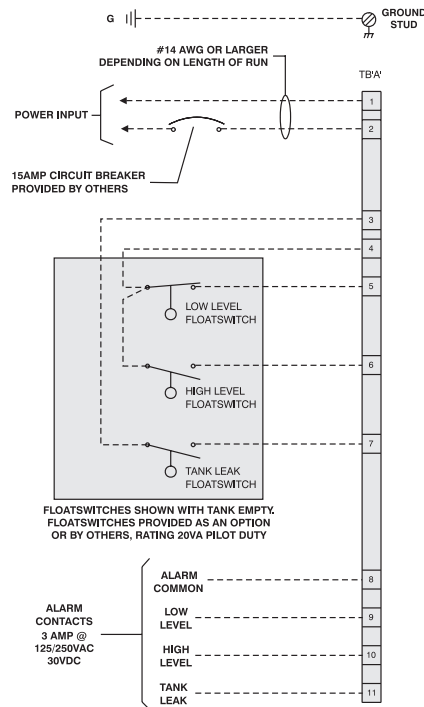 G
GROUND
STUD
#14 AWG OR LARGER
DEPENDING ON LENGTH OF RUN
TB'A'
POWER INPUT
1
2
15AMP CIRCUIT BREAKER
PROVIDED BY OTHERS
3
4
5
LOW LEVEL
FLOATSWITCH
6
HIGH LEVEL
FLOATSWITCH
7
TANK LEAK
FLOATSWITCH
FLOATSWITCHES SHOWN WITH TANK EMPTY.
FLOATSWITCHES PROVIDED AS AN OPTION
OR BY OTHERS, RATING 20VA PILOT DUTY
ALARM
COMMON
8
ALARM
CONTACTS
3 AMP @
125/250VAC
30VDC
LOW
LEVEL
9
HIGH
LEVEL
10
TANK
LEAK
11